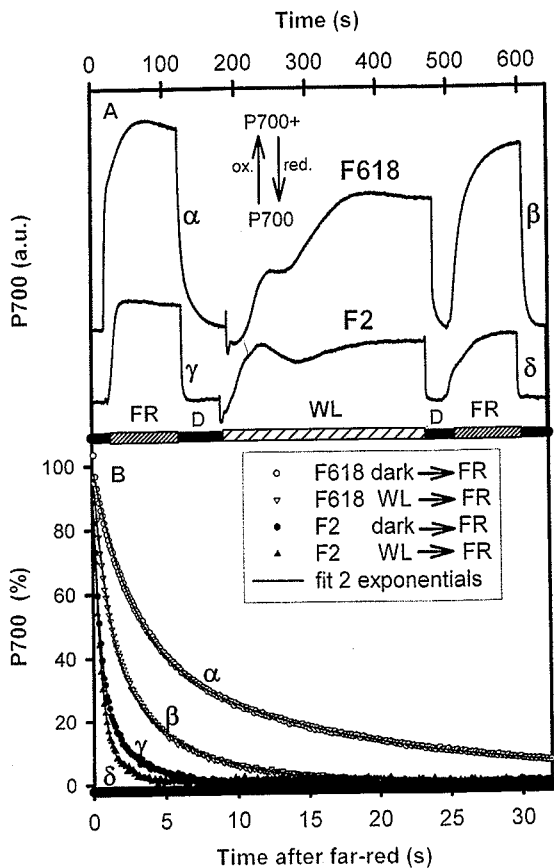 Time (s)
0 100 200 300 400 500 600
A
P700+
ox. red.
P700
F618
α
β
F2
γ
δ
P700 (a.u.)
FR D WL D FR
B
F618 dark → FR
F618 WL → FR
F2 dark → FR
F2 WL → FR
fit 2 exponentials
100
80
60
40
20
0
P700 (%)
α
β
γ
δ
0 5 10 15 20 25 30
Time after far-red (s)